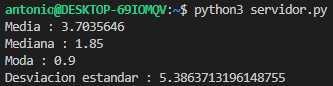 antonio@DESKTOP-69IOMQV:~$ python3 servidor.py
Media : 3.7035646
Mediana : 1.85
Moda : 0.9
Desviacion estandar : 5.3863713196148755